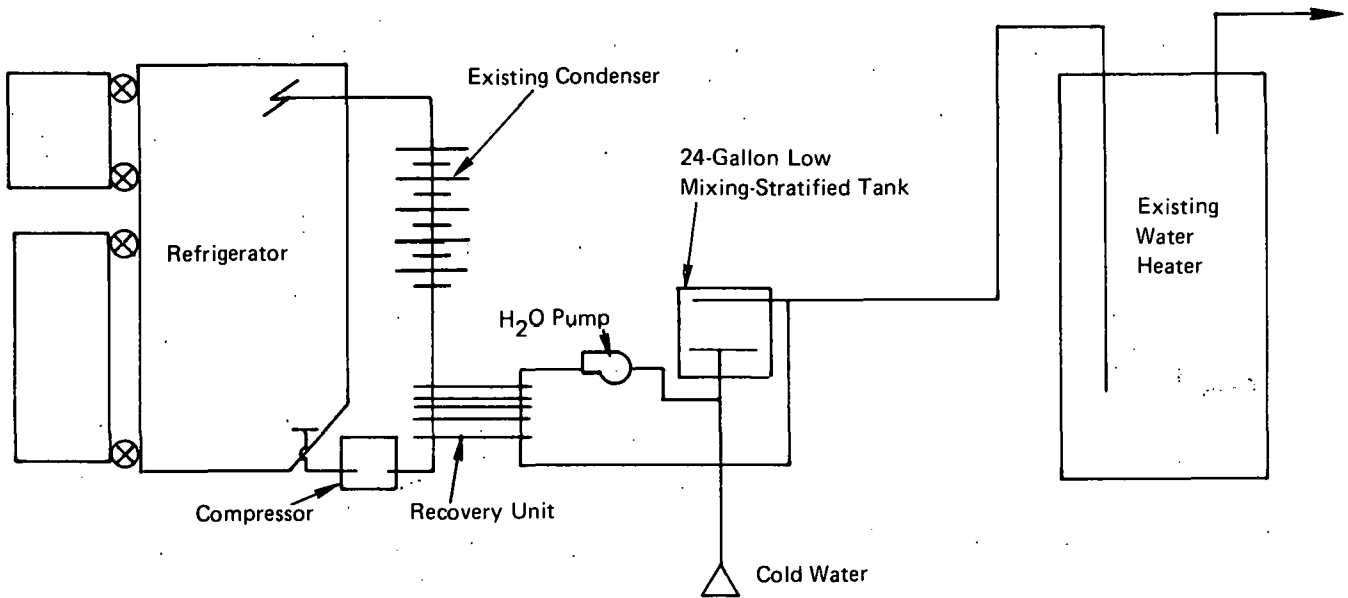 Existing Condenser
24-Gallon Low
Mixing-Stratified Tank
Existing
Water
Heater
Refrigerator
H2O Pump
Compressor
Recovery Unit
Cold Water